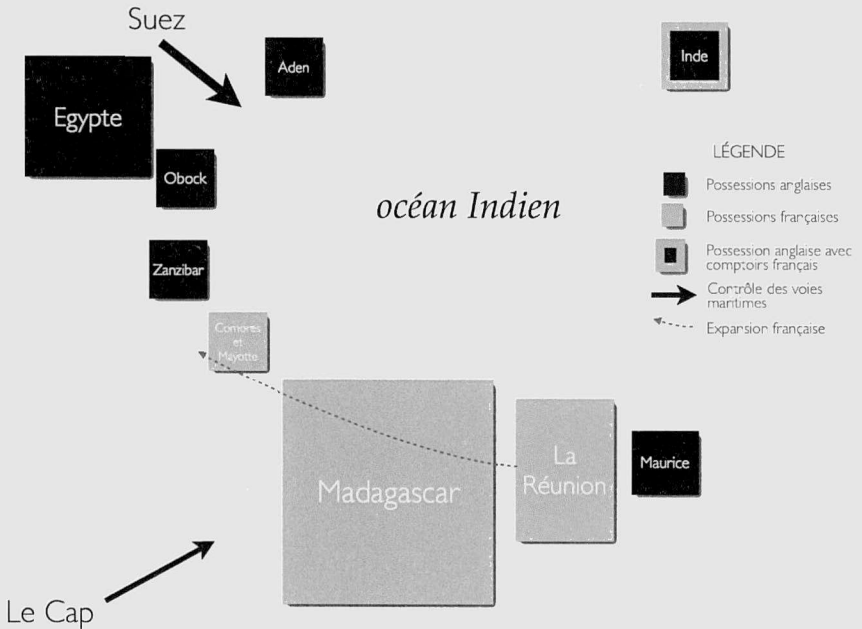 Suez
Aden
Inde
Egypte
Obock
océan Indien
Zanzibar
Comores
et
Mayotte
LÉGENDE
Possessions anglaises
Possessions françaises
Possession anglaise avec
comptoirs français
Contrôle des voies
maritimes
Expansion française
Madagascar
La
Réunion
Maurice
Le Cap